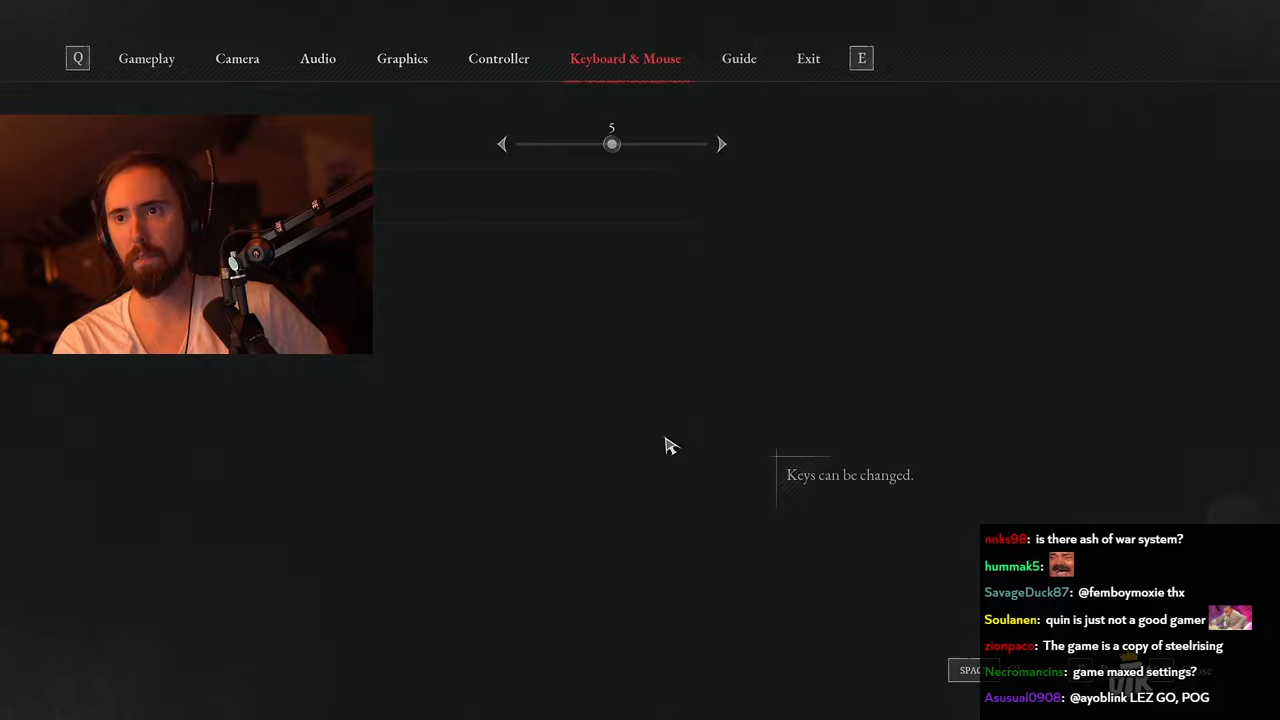 Q Gameplay Camera Audio Graphics Controller Keyboard & Mouse Guide Exit E
5
Keys can be changed.
nnks98: is there ash of war system?
hummak5:
SavageDuck87: @femboymoxie thx
Soulanen: quin is just not a good gamer
zionpaco: The game is a copy of steelrising
Necromancins: game maxed settings?
Asusual0908: @ayoblink LEZ GO, POG